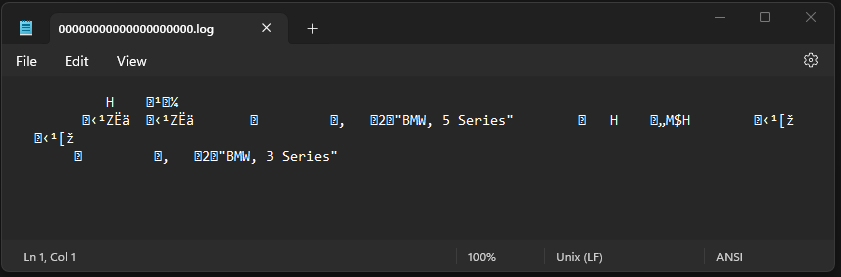 00000000000000000000.log
File Edit View
H ¹¼
‹¹ZËä ‹¹ZËä , 2"BMW, 5 Series" H „M$H ‹¹[ž
‹¹[ž
, 2"BMW, 3 Series"
Ln 1, Col 1 100% Unix (LF) ANSI